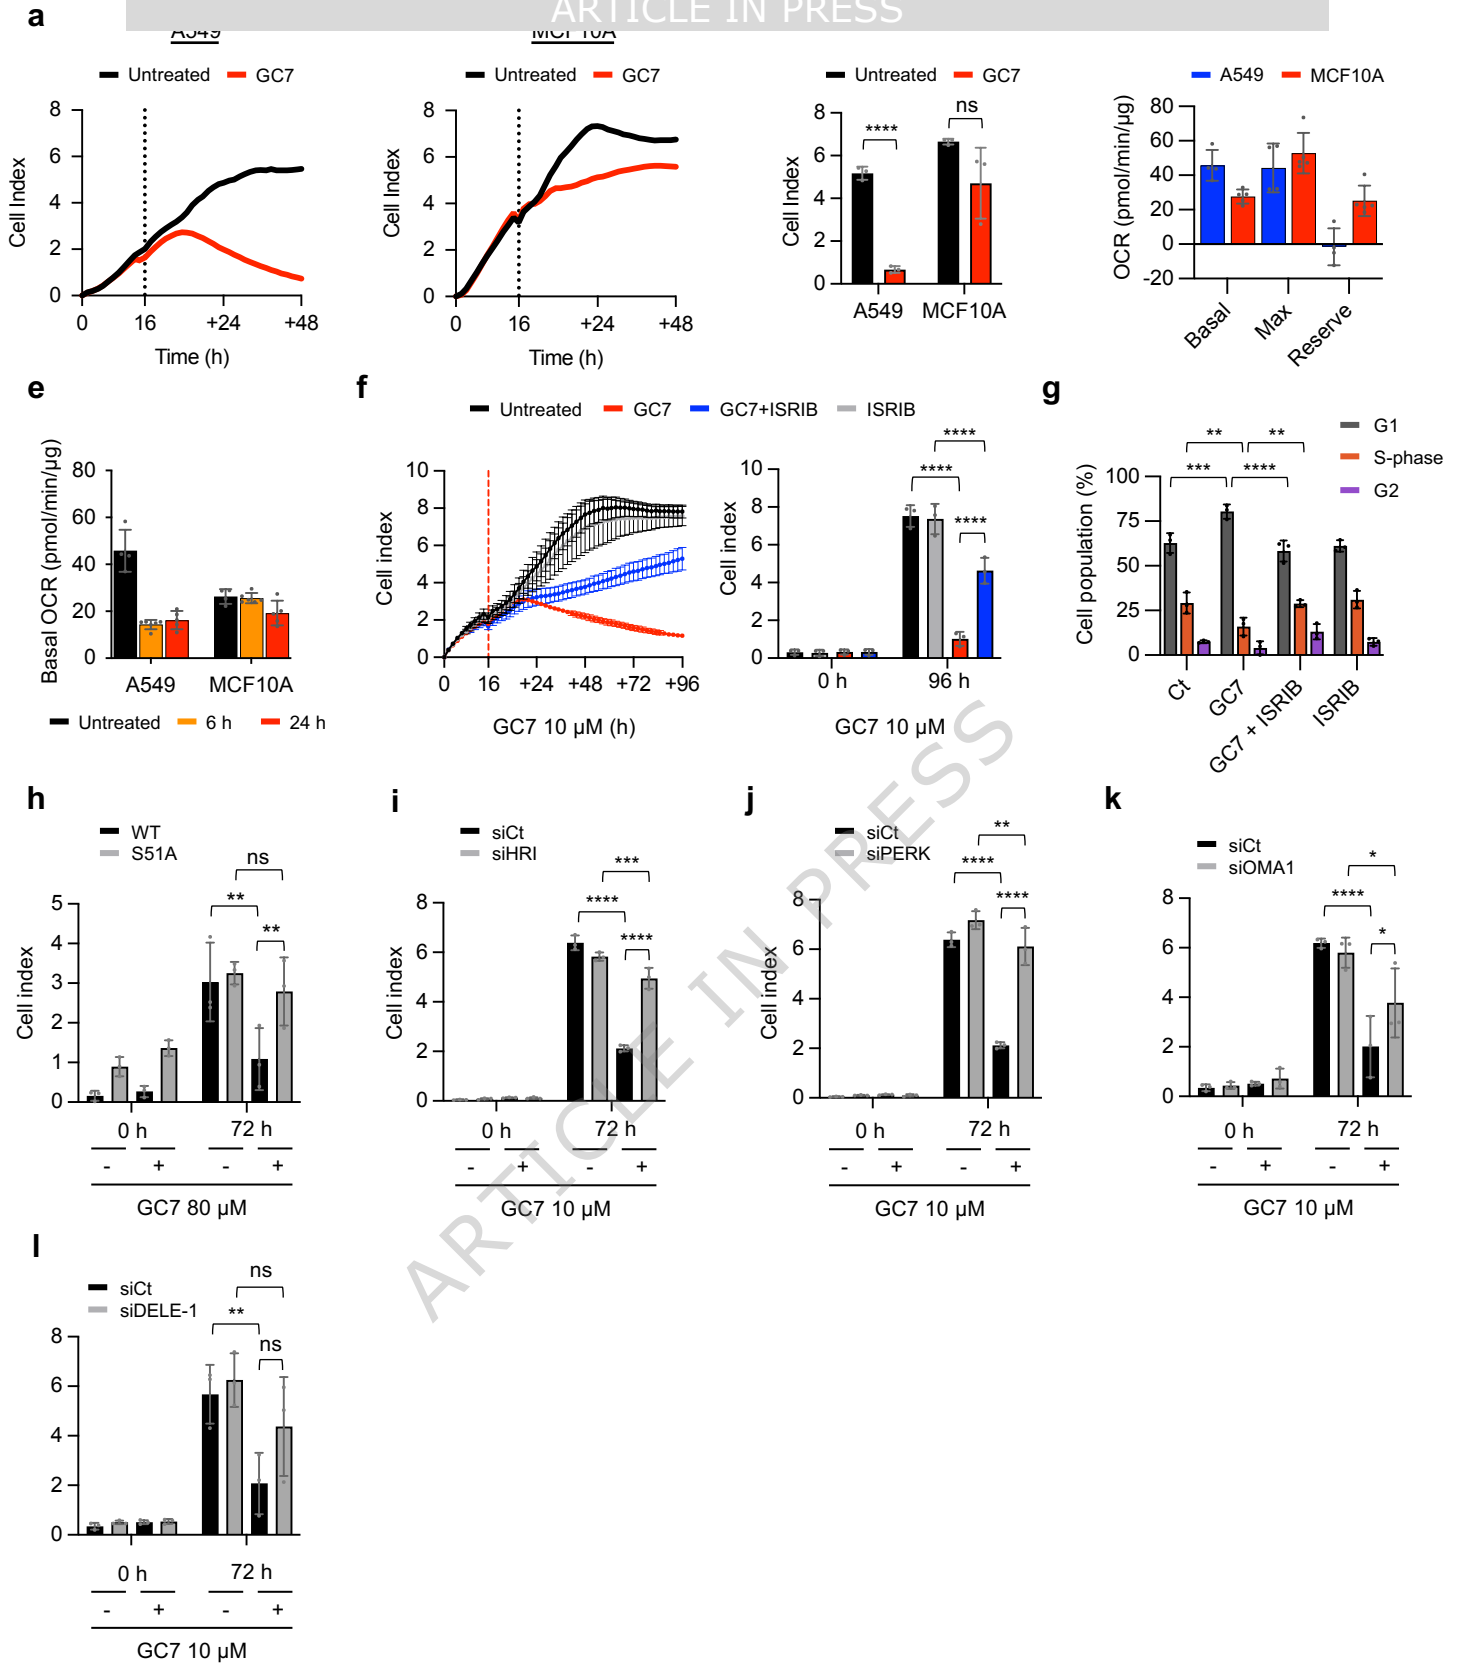 ARTICLE IN PRESS
a
A549
MCF10A
Untreated GC7
Untreated GC7
Untreated GC7
A549 MCF10A
Cell Index
8
6
4
2
0
0 16 +24 +48
Time (h)
Cell Index
8
6
4
2
0
0 16 +24 +48
Time (h)
Cell Index
8
6
4
2
0
**** ns
A549 MCF10A
OCR (pmol/min/µg)
80
60
40
20
0
-20
Basal Max Reserve
e
Basal OCR (pmol/min/µg)
80
60
40
20
0
A549 MCF10A
Untreated 6 h 24 h
f
Untreated GC7 GC7+ISRIB ISRIB
Cell index
10
8
6
4
2
0
0 16 +24 +48 +72 +96
GC7 10 µM (h)
Cell index
10
8
6
4
2
0
****
****
****
0 h 96 h
GC7 10 µM
g
G1
S-phase
G2
Cell population (%)
100
75
50
25
0
** **
*** ****
Ct GC7 GC7 + ISRIB ISRIB
h
WT
S51A
Cell index
5
4
3
2
1
0
ns
**
**
0 h 72 h
- + - +
GC7 80 µM
i
siCt
siHRI
Cell index
8
6
4
2
0
***
****
****
0 h 72 h
- + - +
GC7 10 µM
j
siCt
siPERK
Cell index
8
6
4
2
0
**
****
****
0 h 72 h
- + - +
GC7 10 µM
k
siCt
siOMA1
Cell index
8
6
4
2
0
*
****
*
0 h 72 h
- + - +
GC7 10 µM
l
siCt
siDELE-1
8
6
4
2
0
ns
**
ns
0 h 72 h
- + - +
GC7 10 µM
ARTICLE IN PRESS